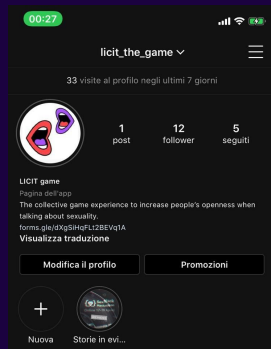 00:27
licit_the_game
33 visite al profilo negli ultimi 7 giorni
1 12 5
post follower seguiti
LICIT game
Pagina dell'app
The collective game experience to increase people's openness when
talking about sexuality.
forms.gle/dXgSiHqFLt2BEVq1A
Visualizza traduzione
Modifica il profilo Promozioni
Nuova Storie in evi...